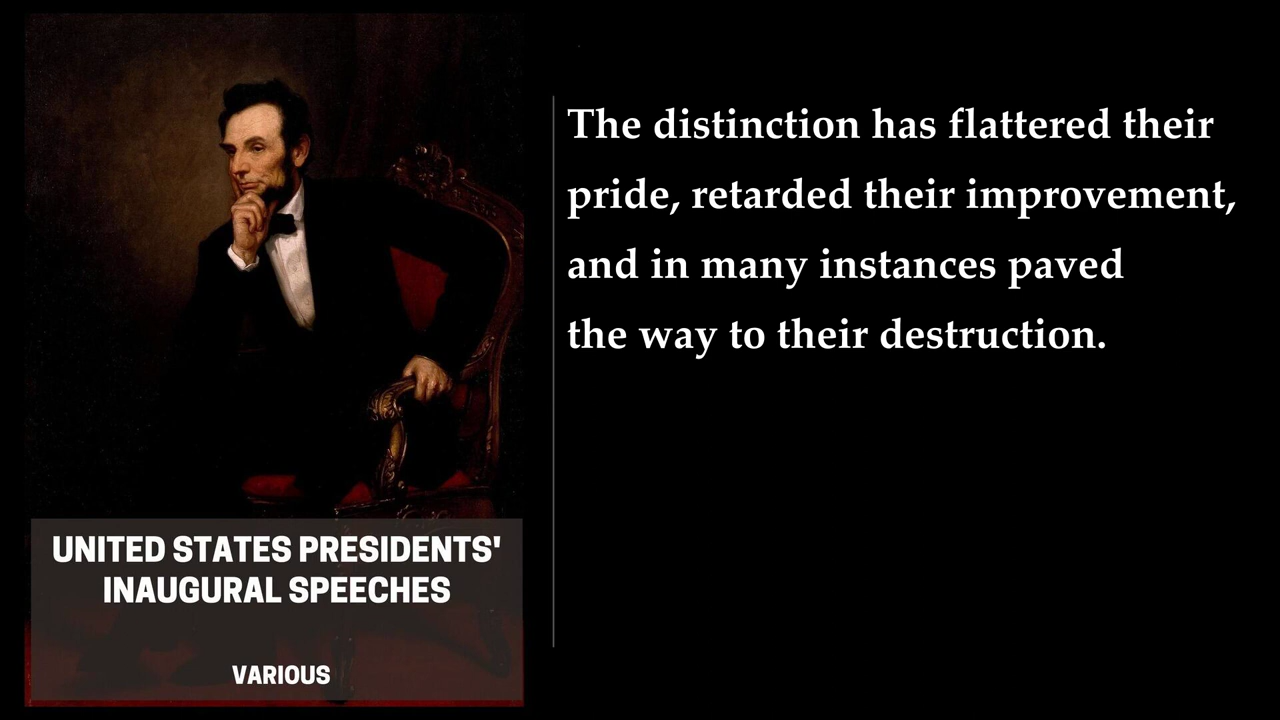 The distinction has flattered their
pride, retarded their improvement,
and in many instances paved
the way to their destruction.
UNITED STATES PRESIDENTS'
INAUGURAL SPEECHES
VARIOUS